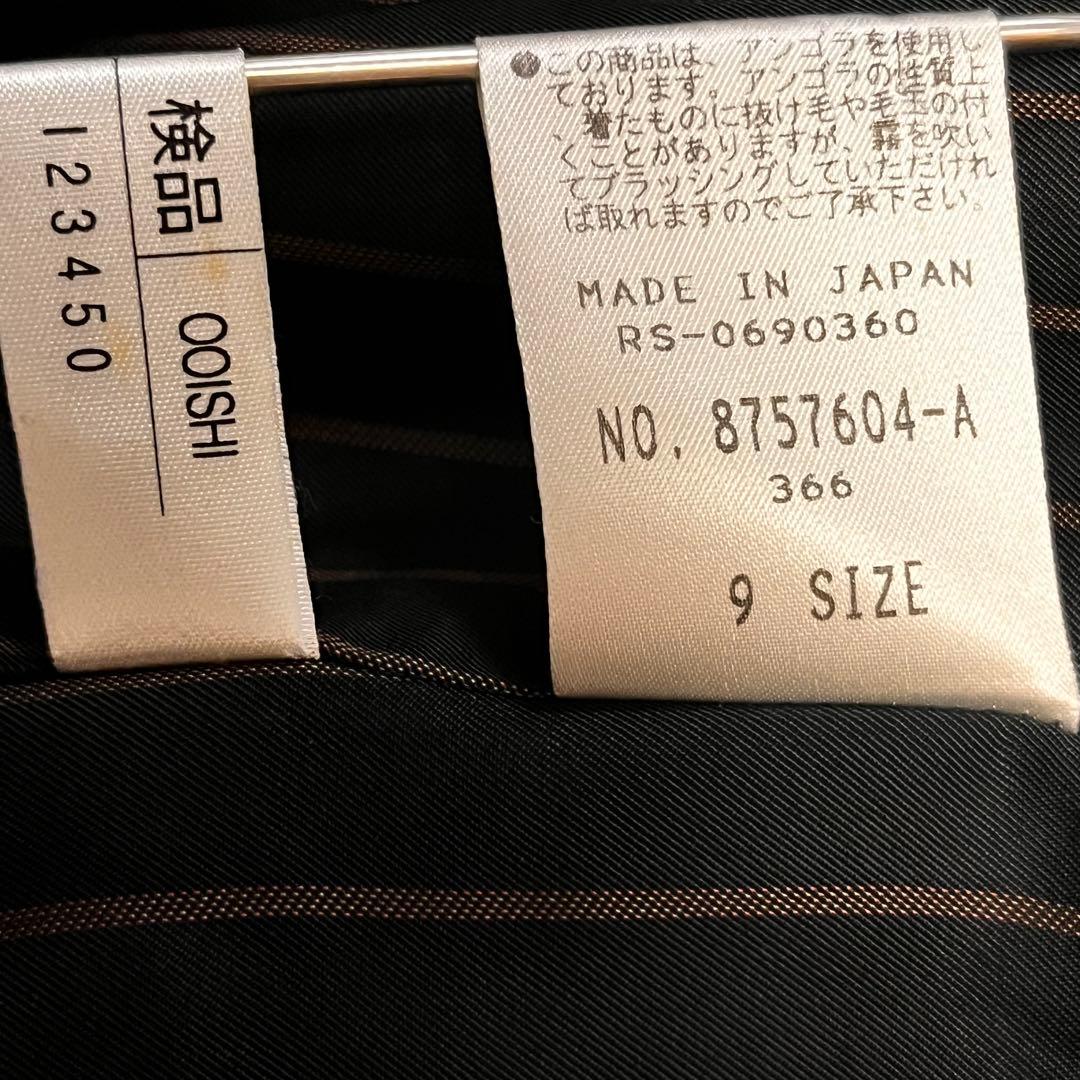 検品
OOISHI
123450
●この商品は、アンゴラを使用し
ております。アンゴラの性質上
、着たものに抜け毛や毛玉の付
くことがありますが、霧を吹い
てブラッシングしていただけれ
ば取れますのでご了承下さい。
MADE IN JAPAN
RS-0690360
NO. 8757604-A
366
9 SIZE